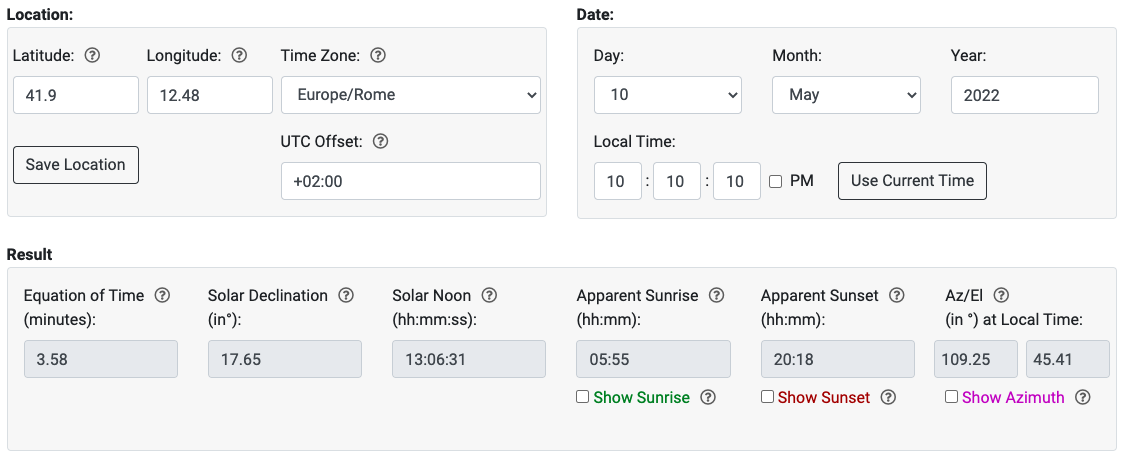 Location:
Date:
Latitude: ? Longitude: ? Time Zone: ?
Day: Month: Year:
41.9 12.48 Europe/Rome
10 May 2022
UTC Offset: ?
Local Time:
Save Location
+02:00
10 : 10 : 10 PM Use Current Time
Result
Equation of Time ? Solar Declination ? Solar Noon ? Apparent Sunrise ? Apparent Sunset ? Az/El ?
(minutes): (in°): (hh:mm:ss): (hh:mm): (hh:mm): (in °) at Local Time:
3.58 17.65 13:06:31 05:55 20:18 109.25 45.41
Show Sunrise ? Show Sunset ? Show Azimuth ?